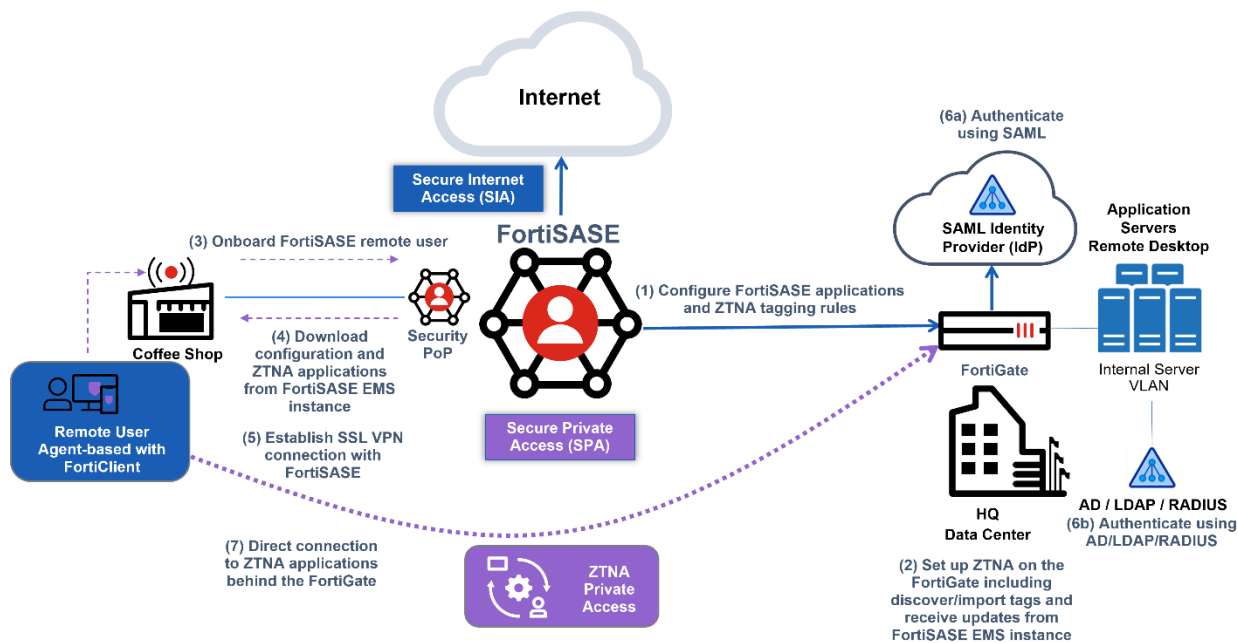 Internet
(6a) Authenticate
using SAML
Secure Internet
Access (SIA)
SAML Identity
Provider (IdP)
Application
Servers
Remote Desktop
FortiSASE
(3) Onboard FortiSASE remote user
(1) Configure FortiSASE applications
and ZTNA tagging rules
Coffee Shop
Security
PoP
(4) Download
configuration and
ZTNA applications
from FortiSASE EMS
instance
FortiGate
Internal Server
VLAN
Remote User
Agent-based with
FortiClient
Secure Private
Access (SPA)
(5) Establish SSL VPN
connection with
FortiSASE
HQ
Data Center
AD / LDAP / RADIUS
(6b) Authenticate using
AD/LDAP/RADIUS
(7) Direct connection
to ZTNA applications
behind the FortiGate
ZTNA
Private
Access
(2) Set up ZTNA on the
FortiGate including
discover/import tags and
receive updates from
FortiSASE EMS instance